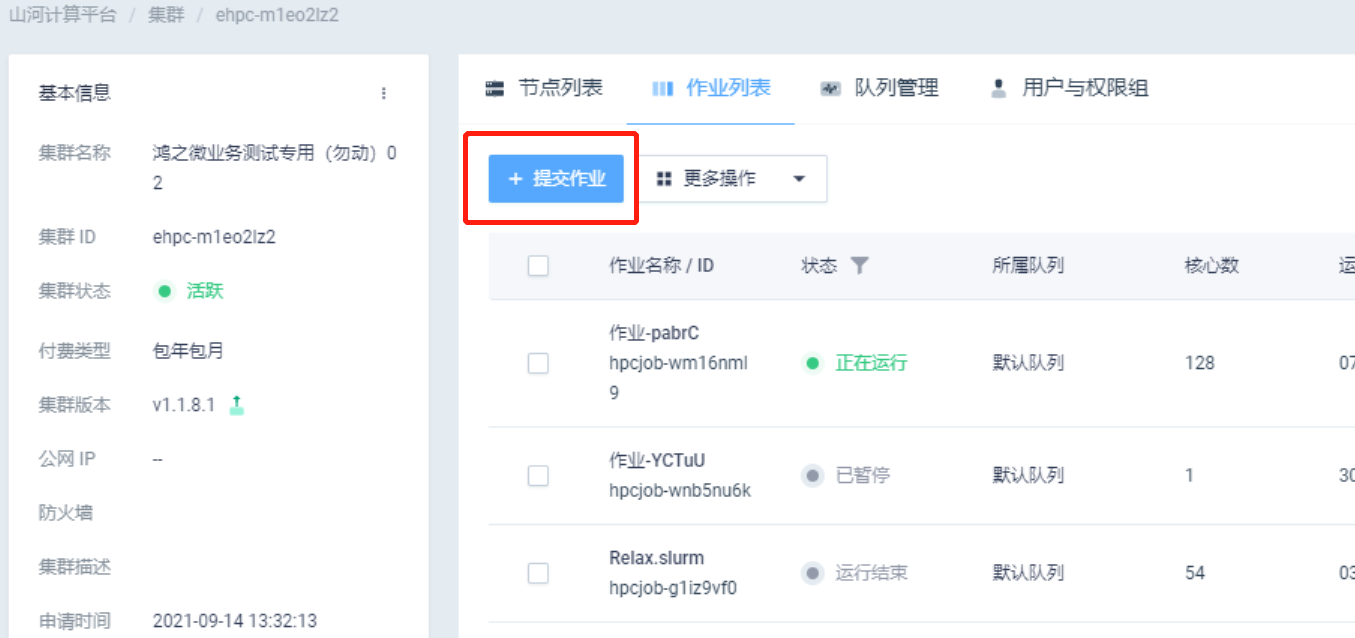 山河计算平台 / 集群 / ehpc-m1eo2lz2
基本信息
集群名称 鸿之微业务测试专用（勿动）0
2
集群 ID ehpc-m1eo2lz2
集群状态 活跃
付费类型 包年包月
集群版本 v1.1.8.1
公网 IP --
防火墙
集群描述
申请时间 2021-09-14 13:32:13
节点列表 作业列表 队列管理 用户与权限组
+ 提交作业 更多操作
作业名称 / ID 状态 所属队列 核心数 运
作业-pabrC
hpcjob-wm16nml
9
正在运行 默认队列 128 07
作业-YCTuU
hpcjob-wnb5nu6k
已暂停 默认队列 1 30
Relax.slurm
hpcjob-g1iz9vf0
运行结束 默认队列 54 03